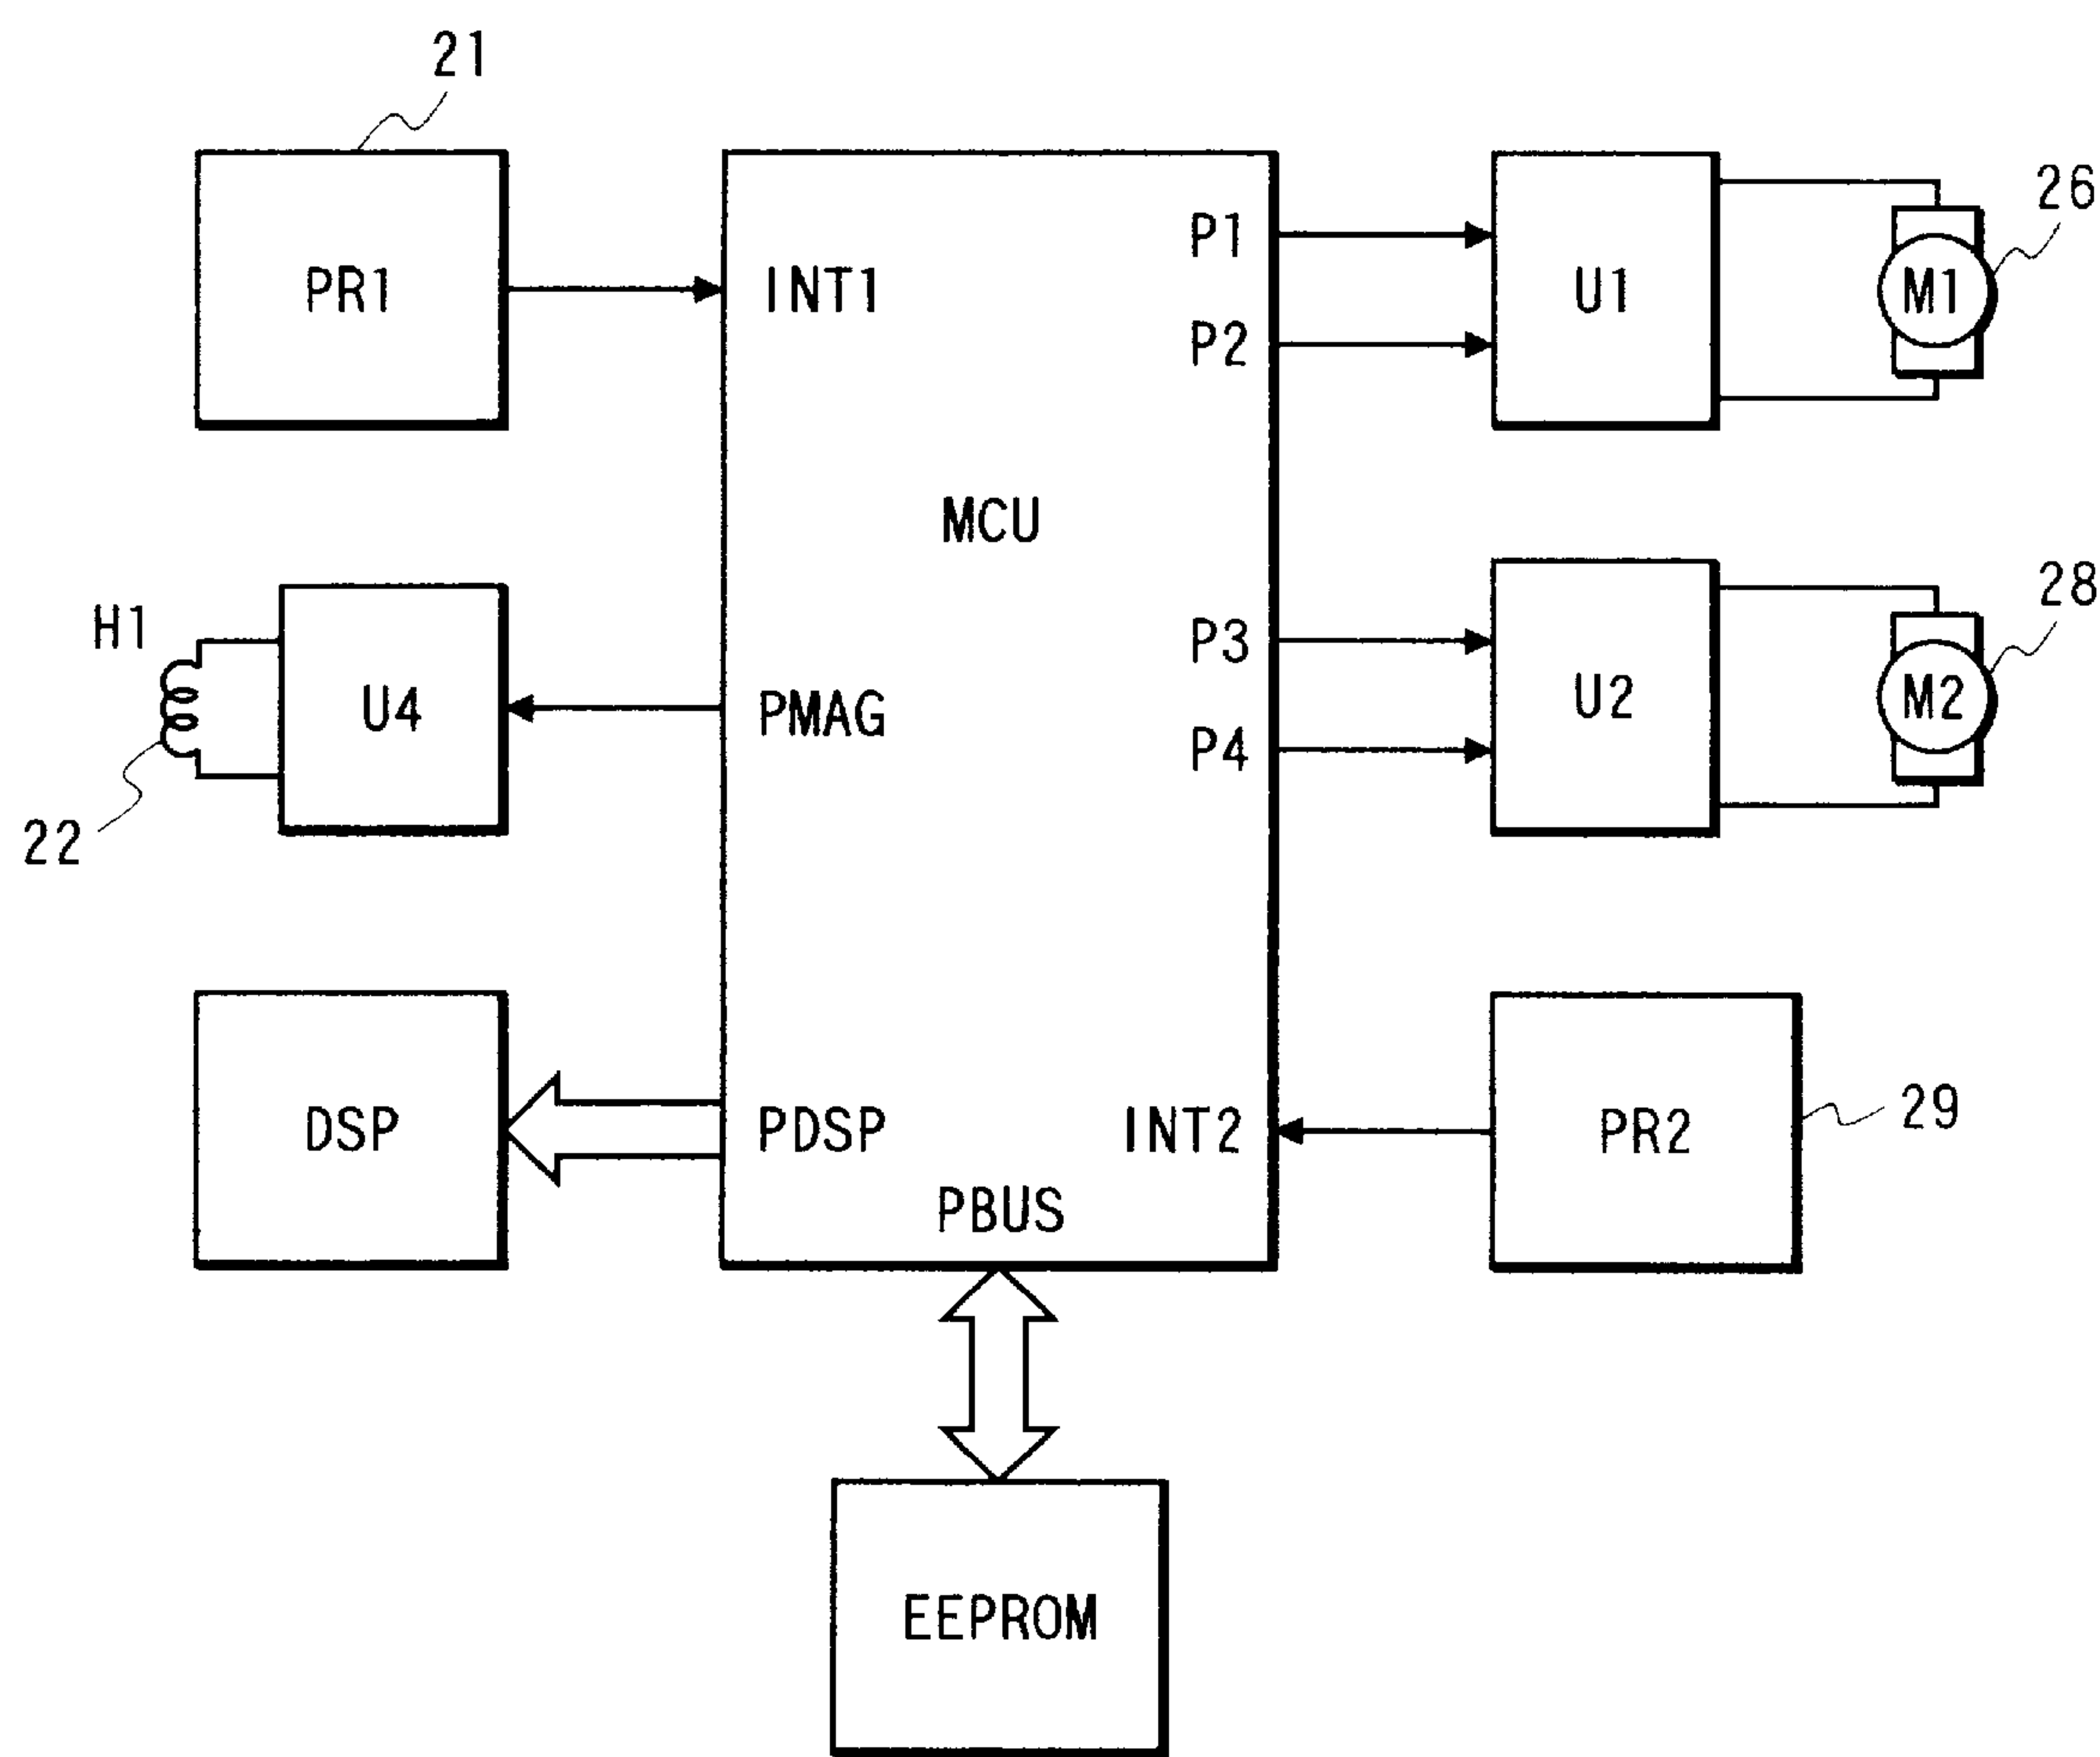 21
26
PR1
INT1
P1
P2
U1
M1
MCU
H1
U4
PMAG
P3
P4
U2
M2
28
22
DSP
PDSP
INT2
PR2
29
PBUS
EEPROM